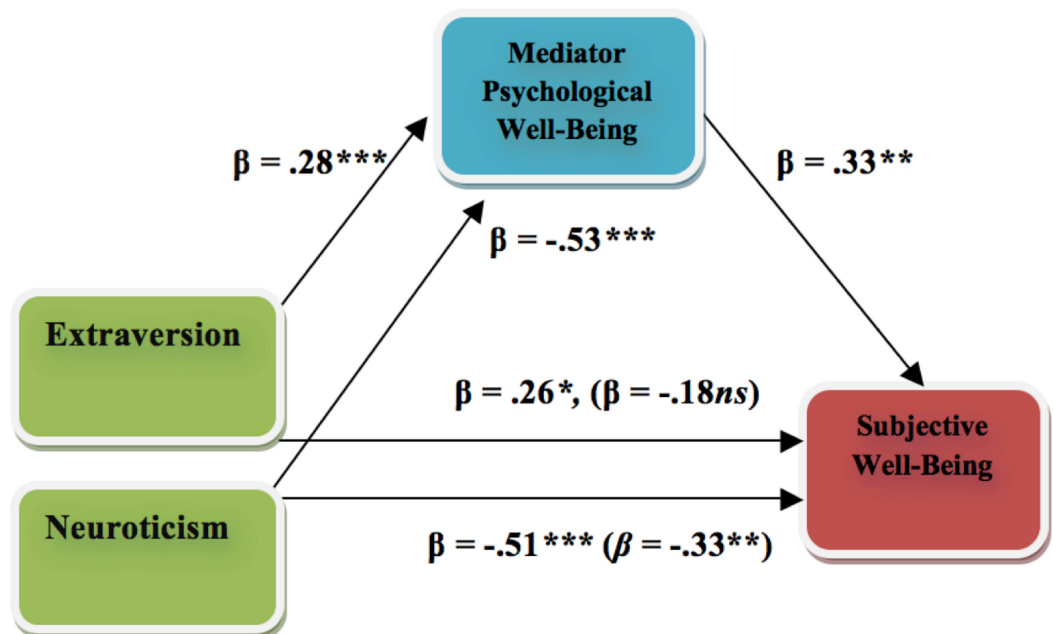 Mediator
Psychological
Well-Being
β = .28***
β = .33**
β = -.53***
Extraversion
β = .26*, (β = -.18ns)
Subjective
Well-Being
Neuroticism
β = -.51*** (β = -.33**)